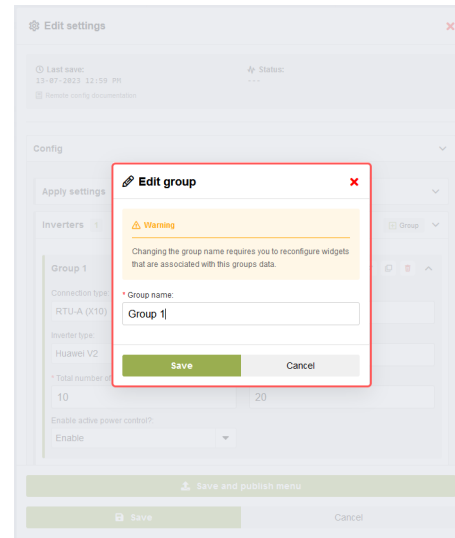 Edit settings
Last save:
13-07-2023 12:59 PM
Status:
---
Remote config documentation
Config
Apply settings
Inverters 1
Group
Edit group
Warning
Changing the group name requires you to reconfigure widgets
that are associated with this groups data.
* Group name:
Group 1
Save
Cancel
Group 1
Connection type:
RTU-A (X10)
Inverter type:
Huawei V2
* Total number of
10
20
Enable active power control?:
Enable
Save and publish menu
Save
Cancel